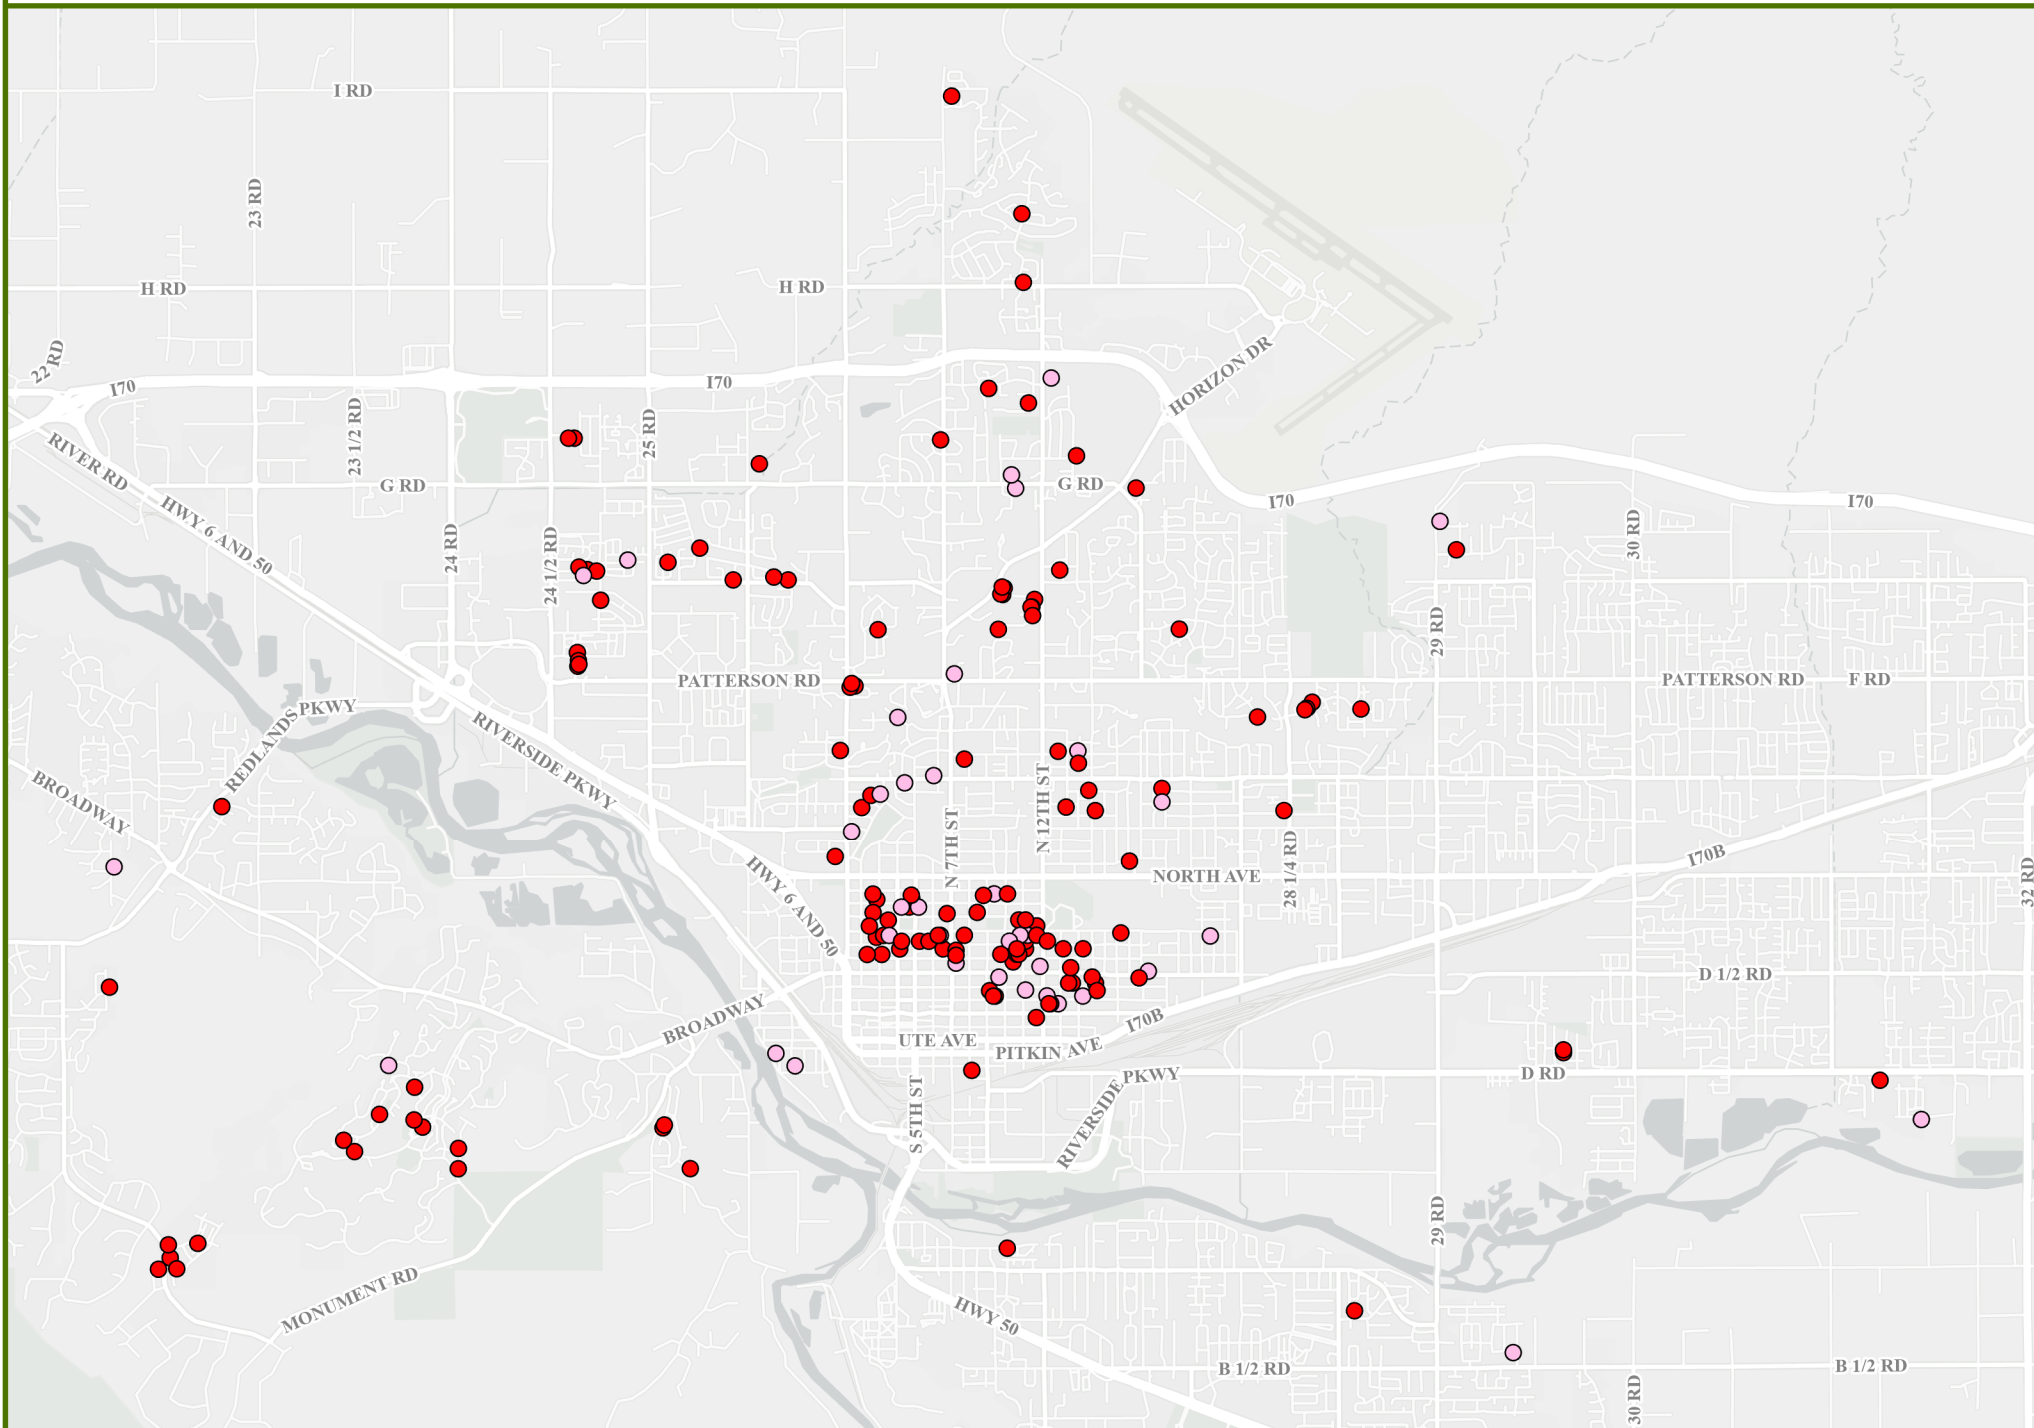 I RD
23 RD
H RD
H RD
22 RD
I70
I70
HORIZON DR
23 1/2 RD
25 RD
RIVER RD
G RD
G RD
I70
I70
HWY 6 AND 50
24 RD
24 1/2 RD
30 RD
29 RD
PATTERSON RD
PATTERSON RD
F RD
REDLANDS
PKWY
RIVERSIDE PKWY
BROADWAY
N 7TH ST
N 12TH ST
28 1/4 RD
I70B
HWY 6 AND 50
NORTH AVE
32 RD
D 1/2 RD
BROADWAY
I70B
UTE AVE
PITKIN AVE
PKWY
D RD
S 5TH ST
RIVERSIDE
29 RD
MONUMENT RD
HWY 50
B 1/2 RD
B 1/2 RD
30 RD